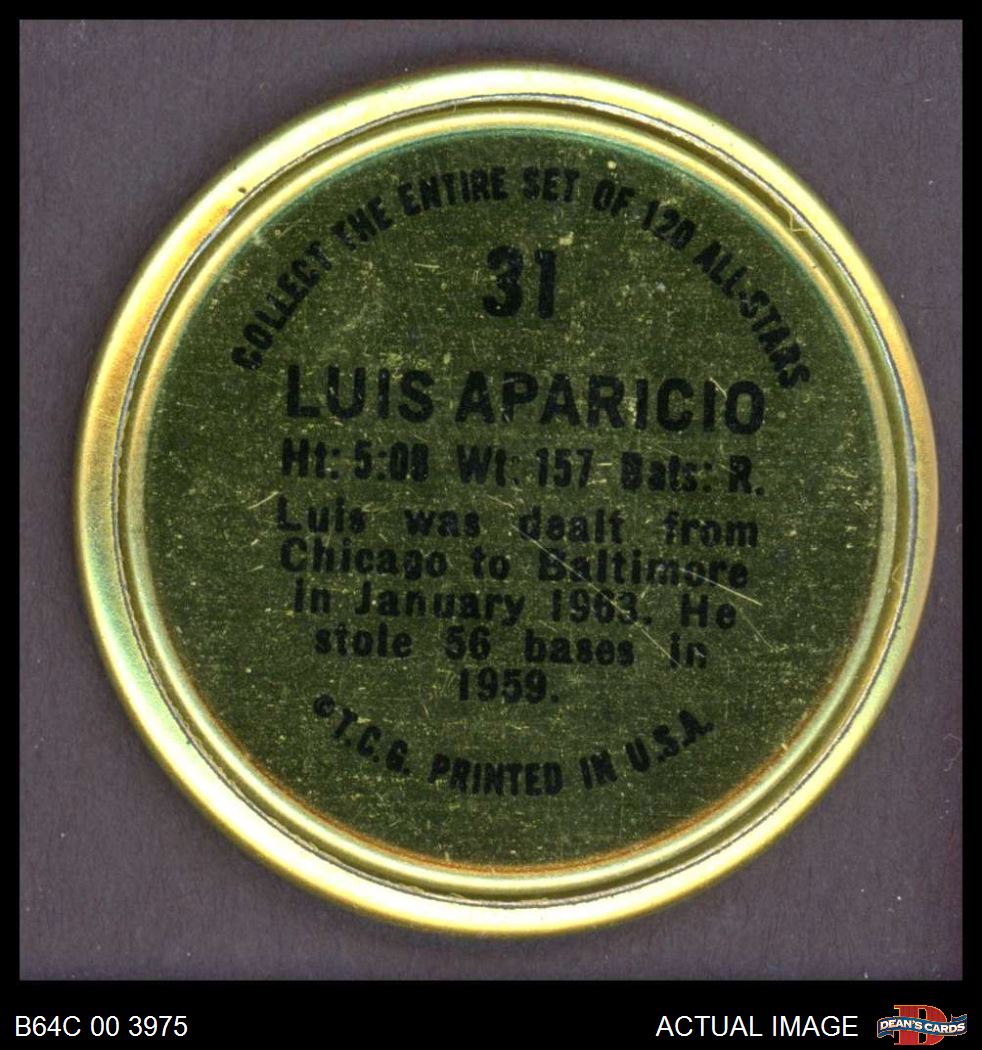 COLLECT THE ENTIRE SET OF 120 ALL-STARS
31
LUIS APARICIO
Ht: 5:08 Wt: 157 Bats: R.
Luis was dealt from
Chicago to Baltimore
in January 1963. He
stole 56 bases in
1959.
©T.C.G. PRINTED IN U.S.A.
B64C 00 3975
ACTUAL IMAGE
DEAN'S CARDS